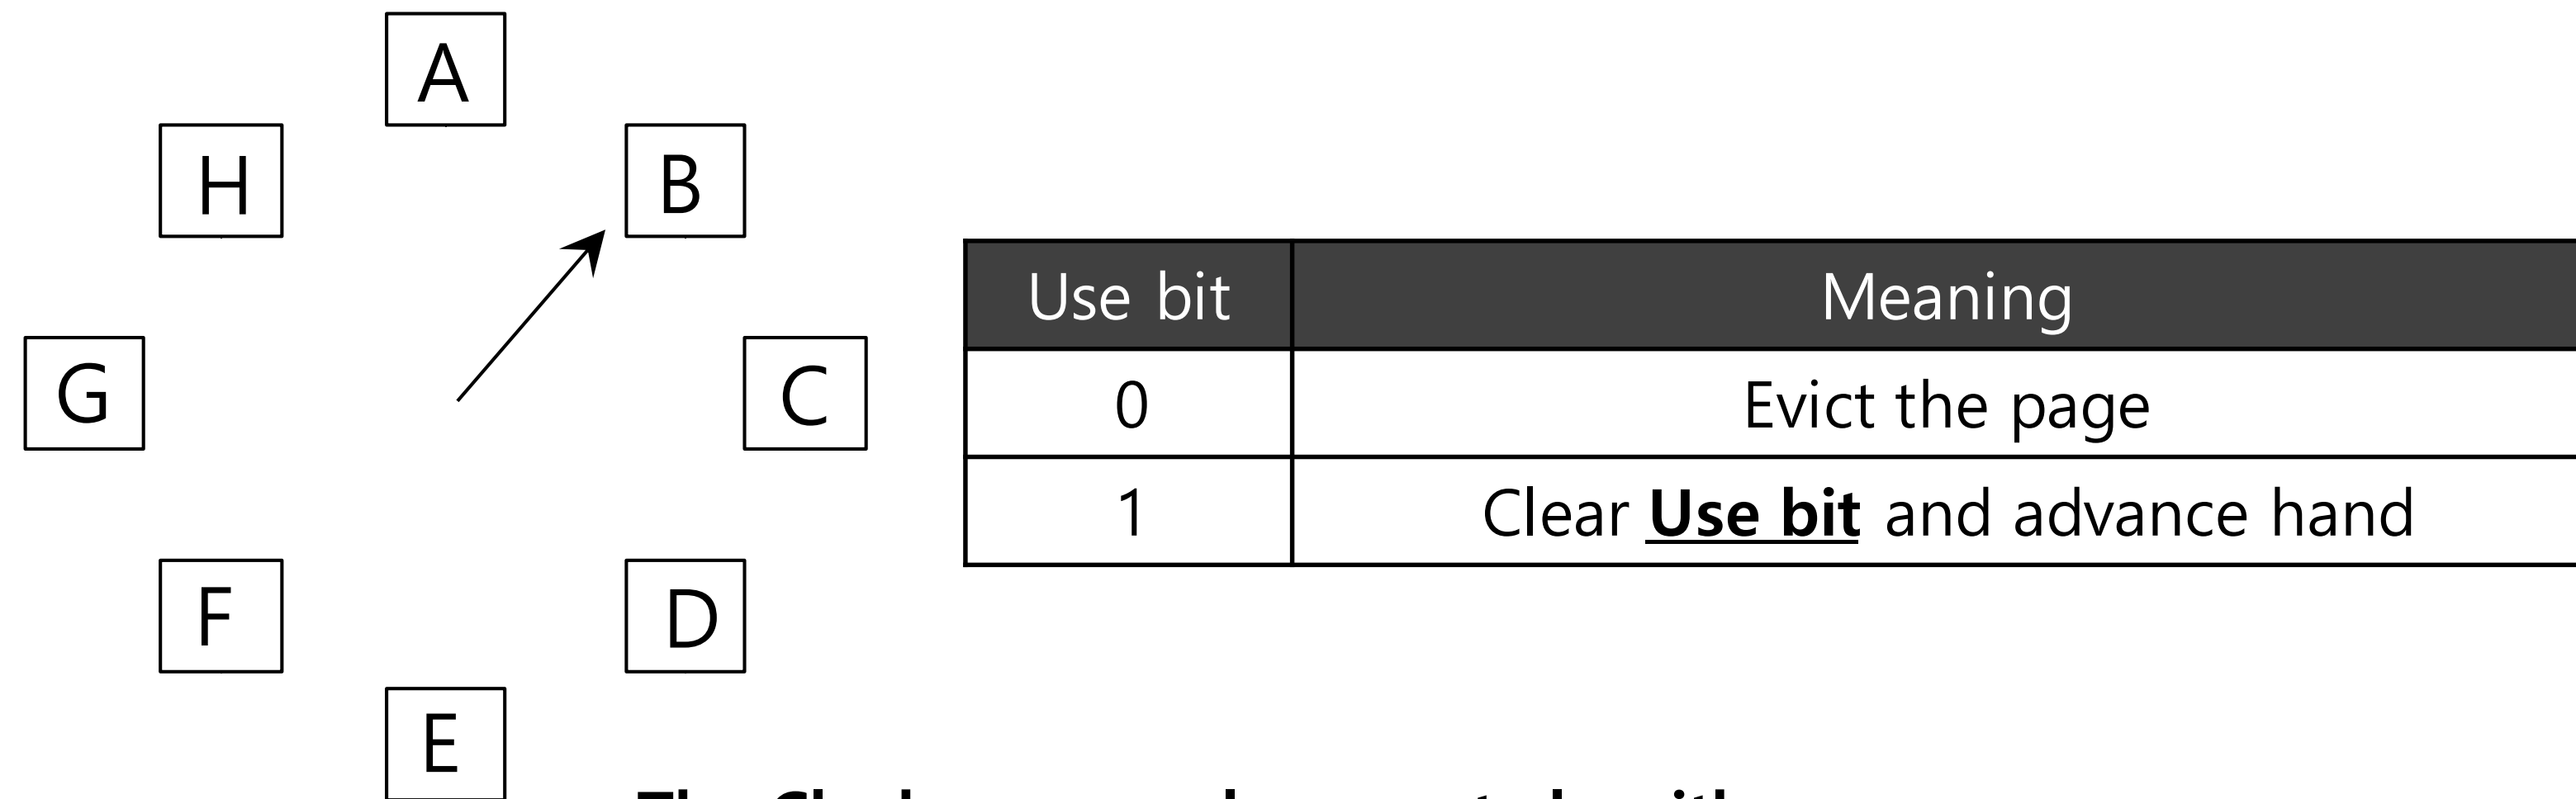 A
H
B
G
C
F
D
E
Use bit Meaning
0 Evict the page
1 Clear Use bit and advance hand